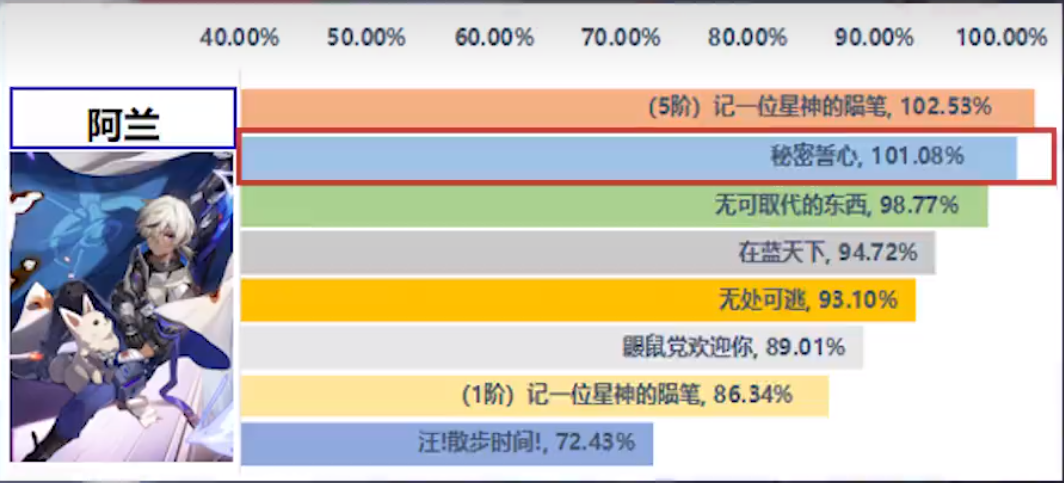 40.00% 50.00% 60.00% 70.00% 80.00% 90.00% 100.00%
阿兰
(5阶) 记一位星神的陨笔, 102.53%
秘密誓心, 101.08%
无可取代的东西, 98.77%
在蓝天下, 94.72%
无处可逃, 93.10%
鼹鼠党欢迎你, 89.01%
(1阶) 记一位星神的陨笔, 86.34%
汪!散步时间!, 72.43%